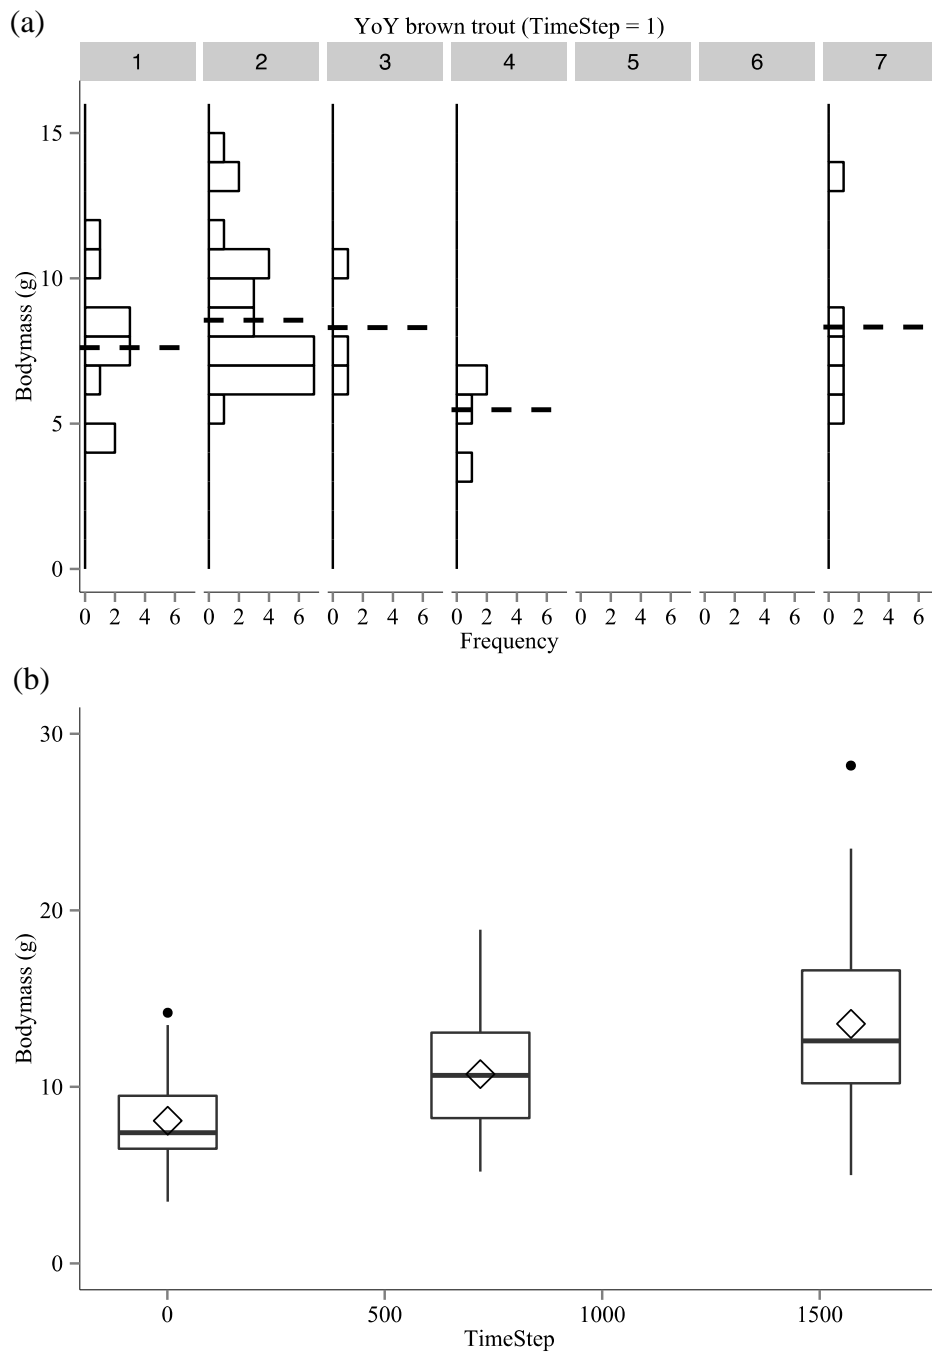 (a)
YoY brown trout (TimeStep = 1)
1 2 3 4 5 6 7
15
10
5
0
Bodymass (g)
0 2 4 6 0 2 4 6 0 2 4 6 0 2 4 6 0 2 4 6 0 2 4 6 0 2 4 6
Frequency
(b)
30
20
10
0
Bodymass (g)
0 500 1000 1500
TimeStep